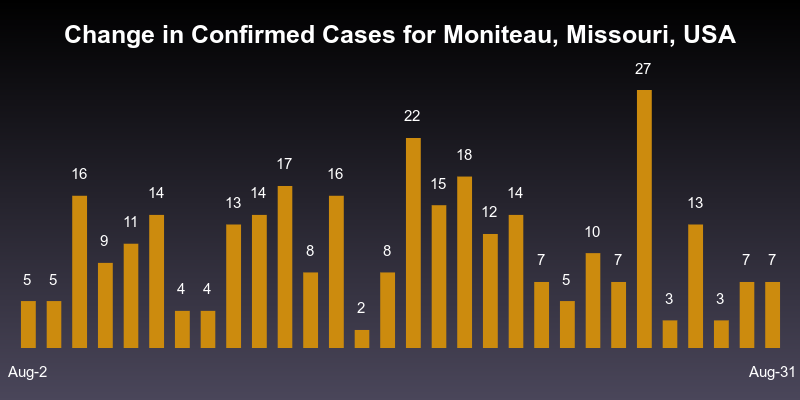 Change in Confirmed Cases for Moniteau, Missouri, USA
5 5 16 9 11 14 4 4 13 14 17 8 16 2 8 22 15 18 12 14 7 5 10 7 27 3 13 3 7 7
Aug-2 Aug-31